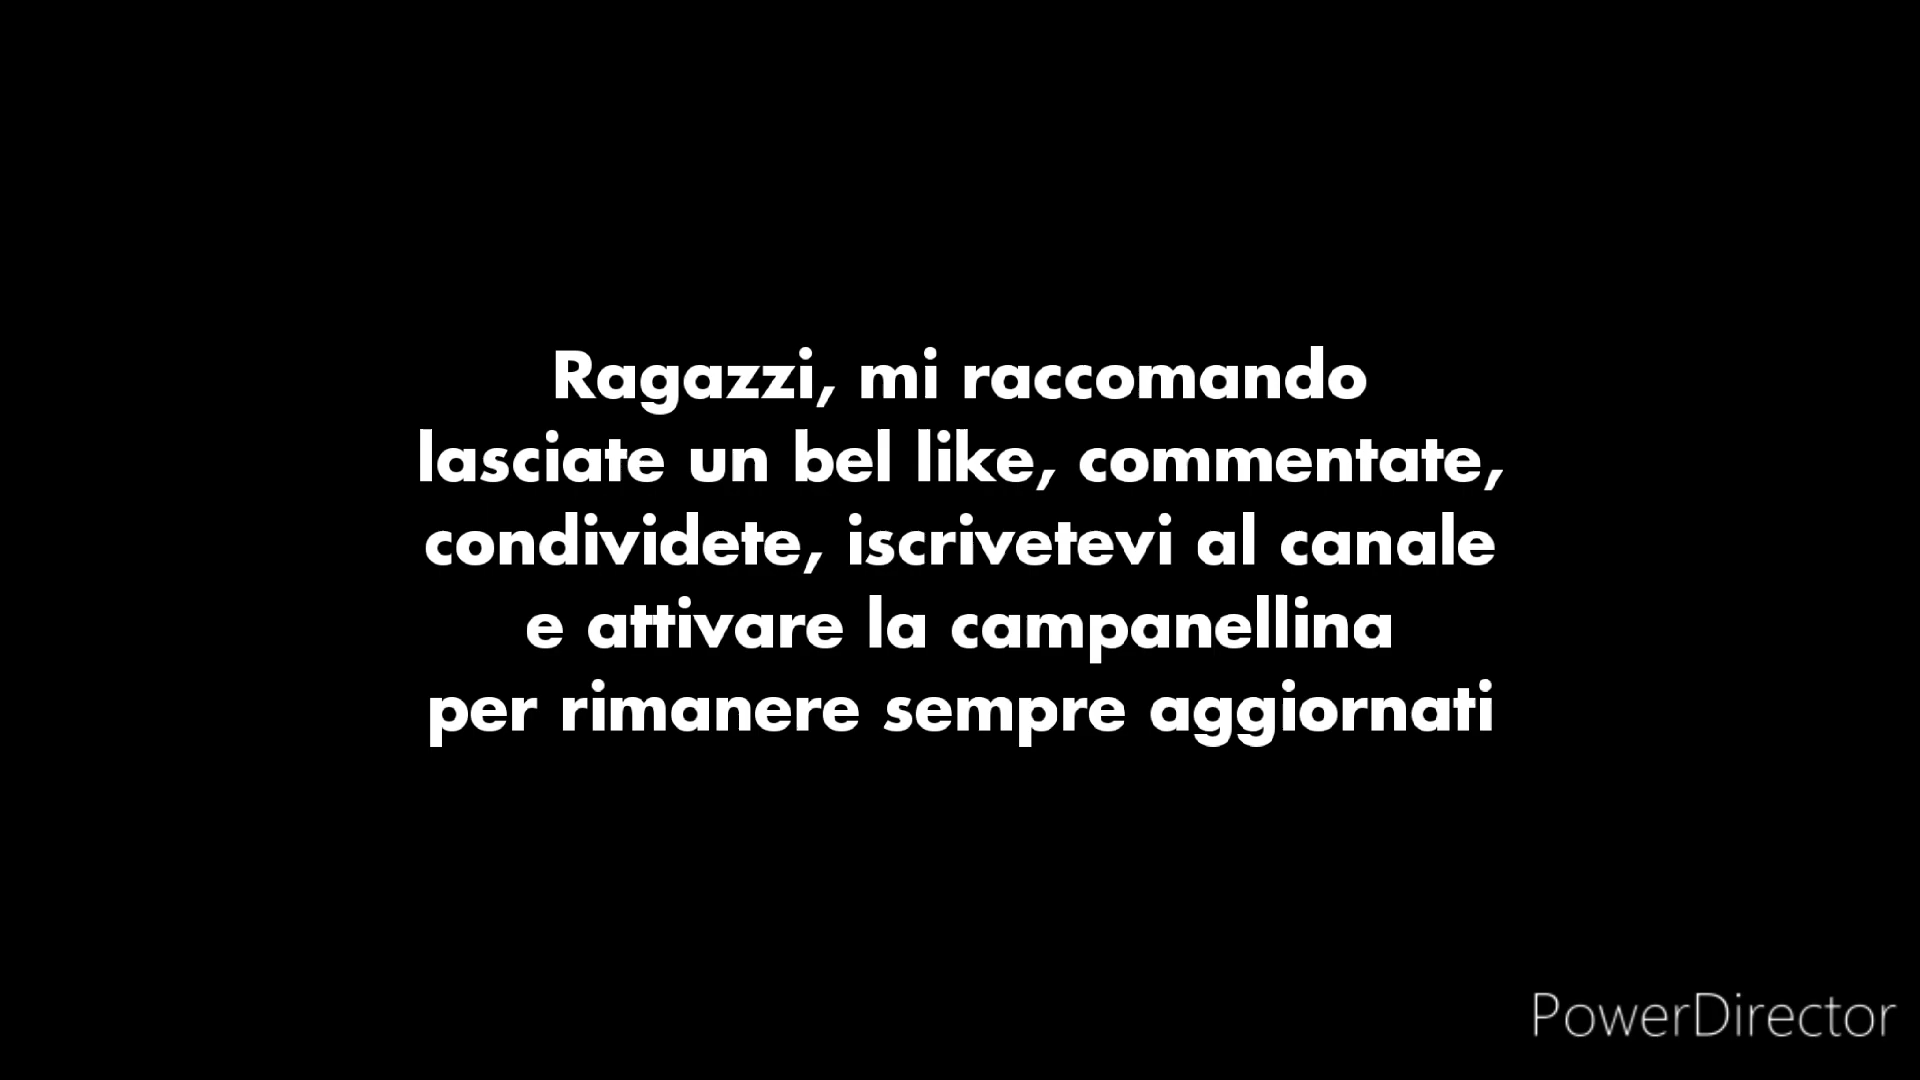 Ragazzi, mi raccomando
lasciate un bel like, commentate,
condividete, iscrivetevi al canale
e attivare la campanellina
per rimanere sempre aggiornati
PowerDirector